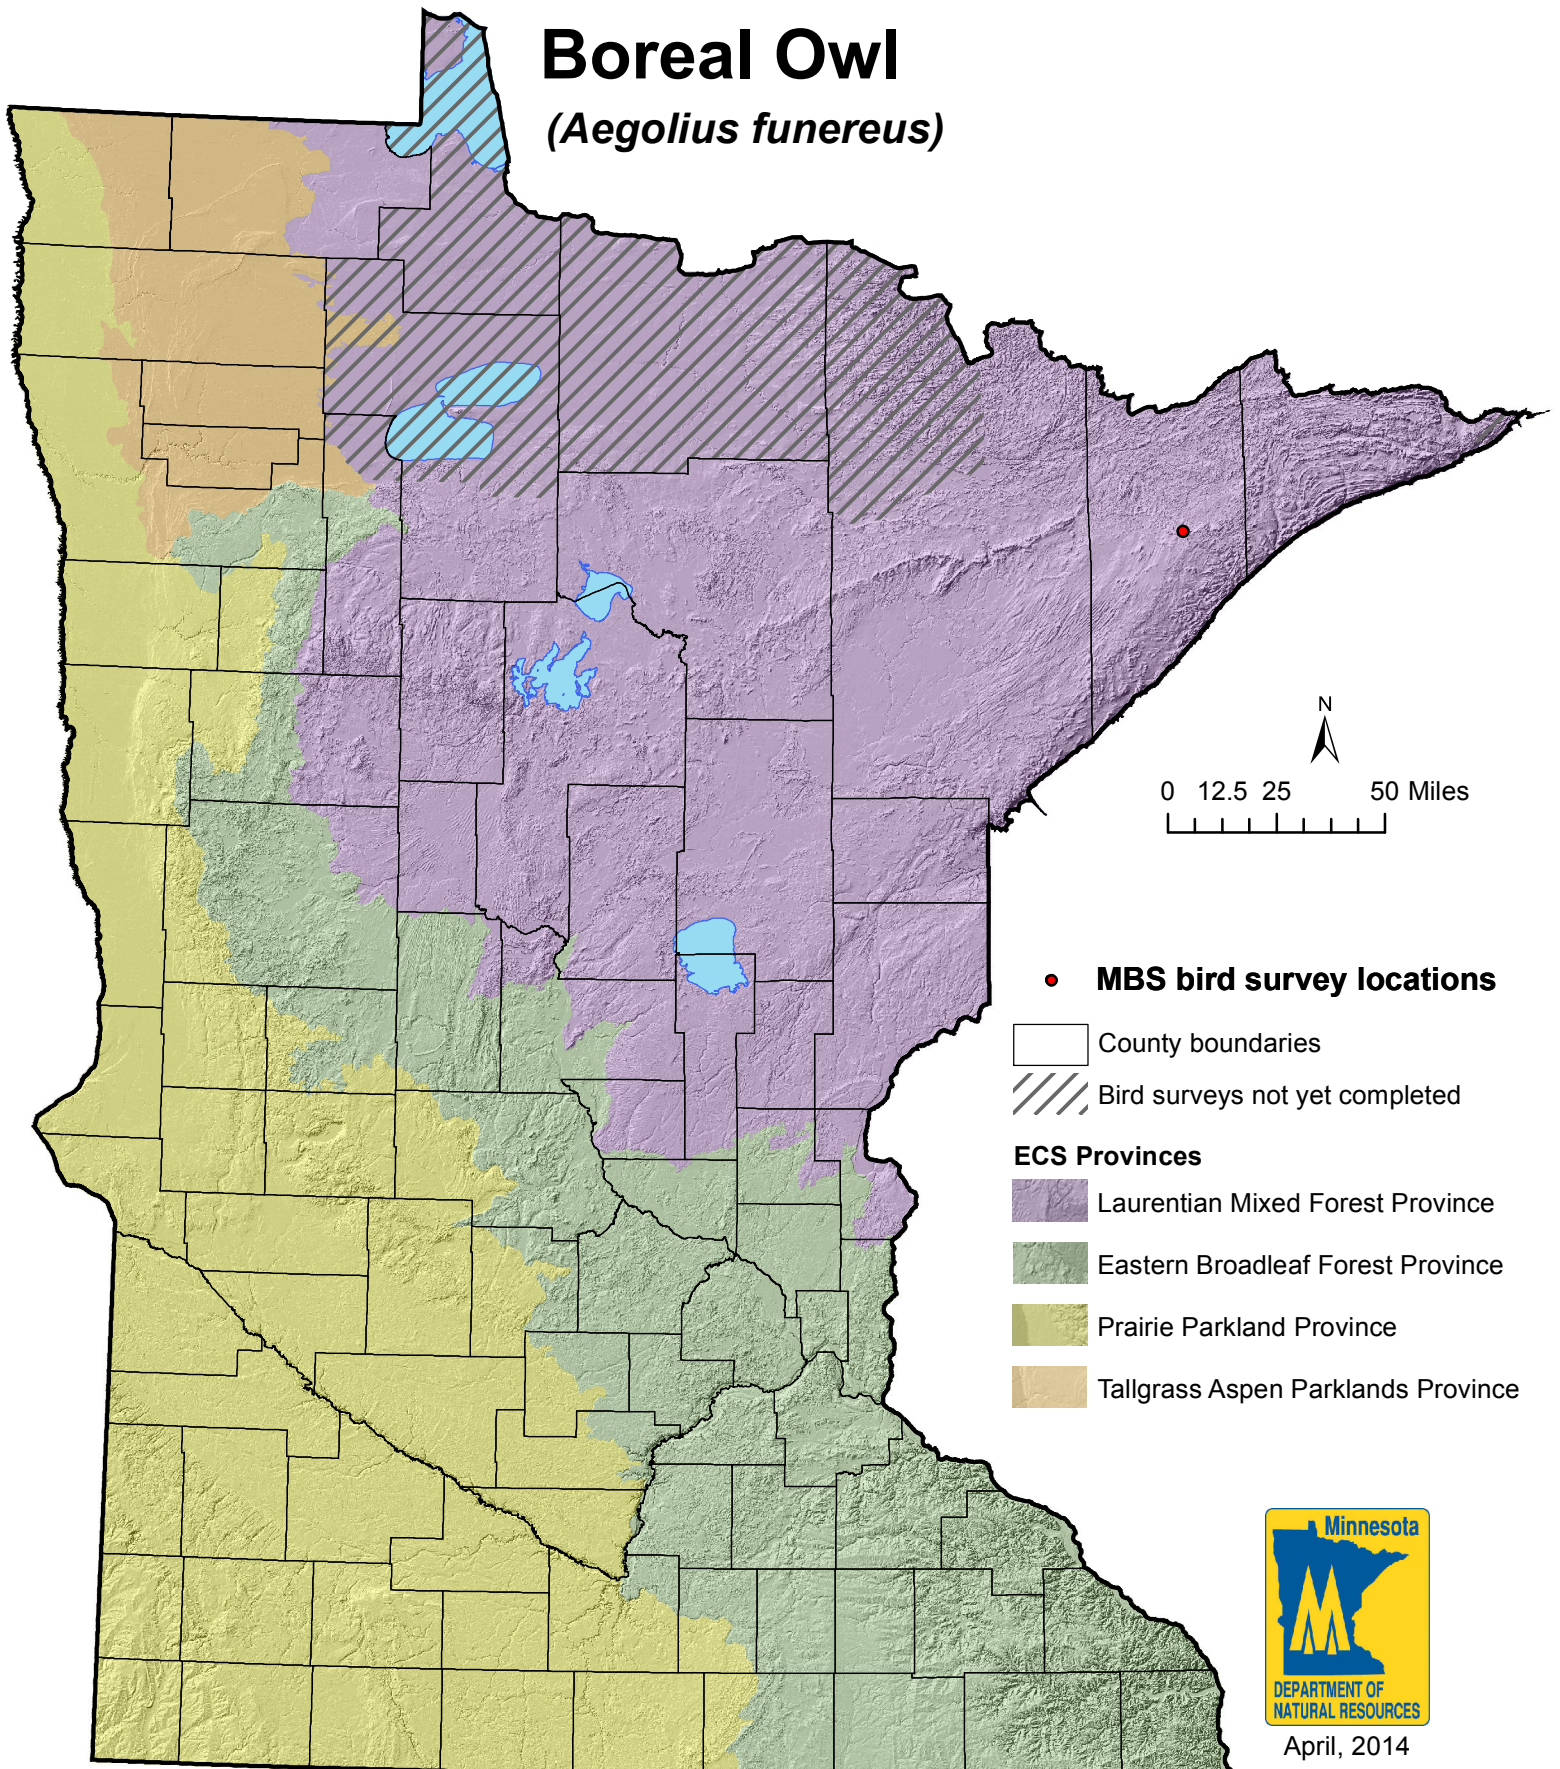 Boreal Owl
(Aegolius funereus)
N
0 12.5 25 50 Miles
MBS bird survey locations
County boundaries
Bird surveys not yet completed
ECS Provinces
Laurentian Mixed Forest Province
Eastern Broadleaf Forest Province
Prairie Parkland Province
Tallgrass Aspen Parklands Province
Minnesota
DEPARTMENT OF
NATURAL RESOURCES
April, 2014